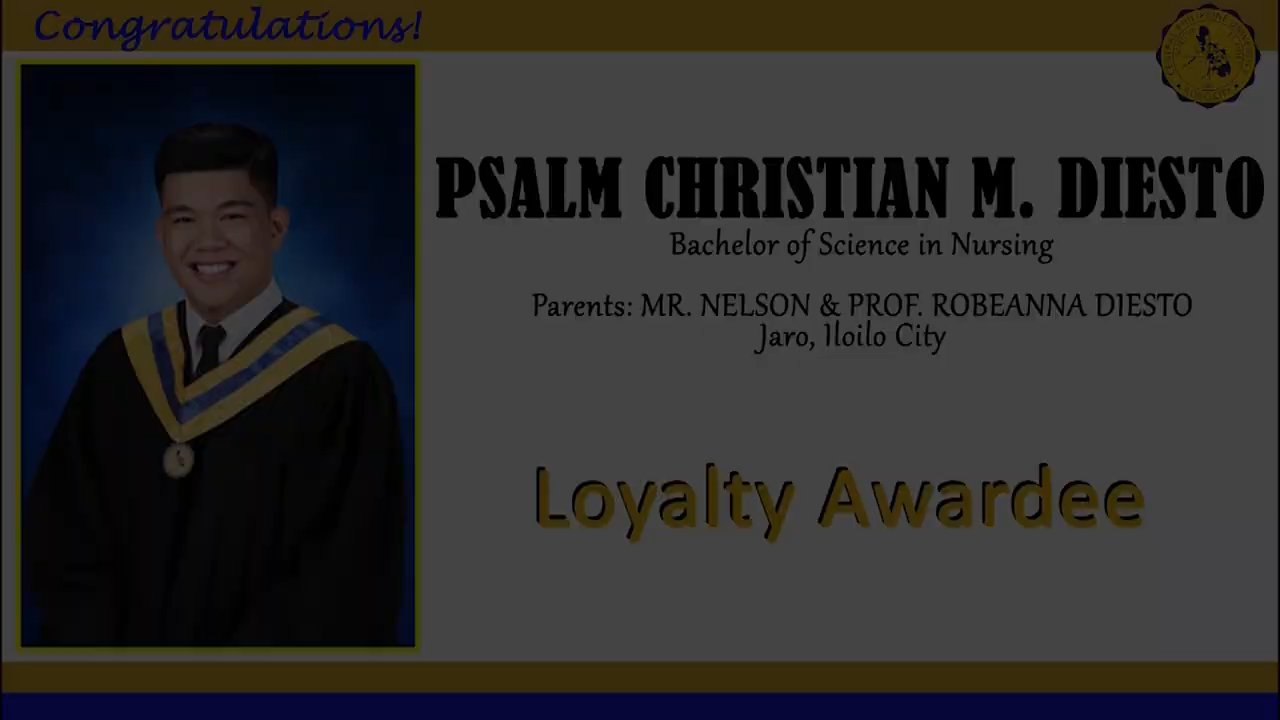 Congratulations!
PSALM CHRISTIAN M. DIESTO
Bachelor of Science in Nursing
Parents: MR. NELSON & PROF. ROBEANNA DIESTO
Jaro, Iloilo City
Loyalty Awardee